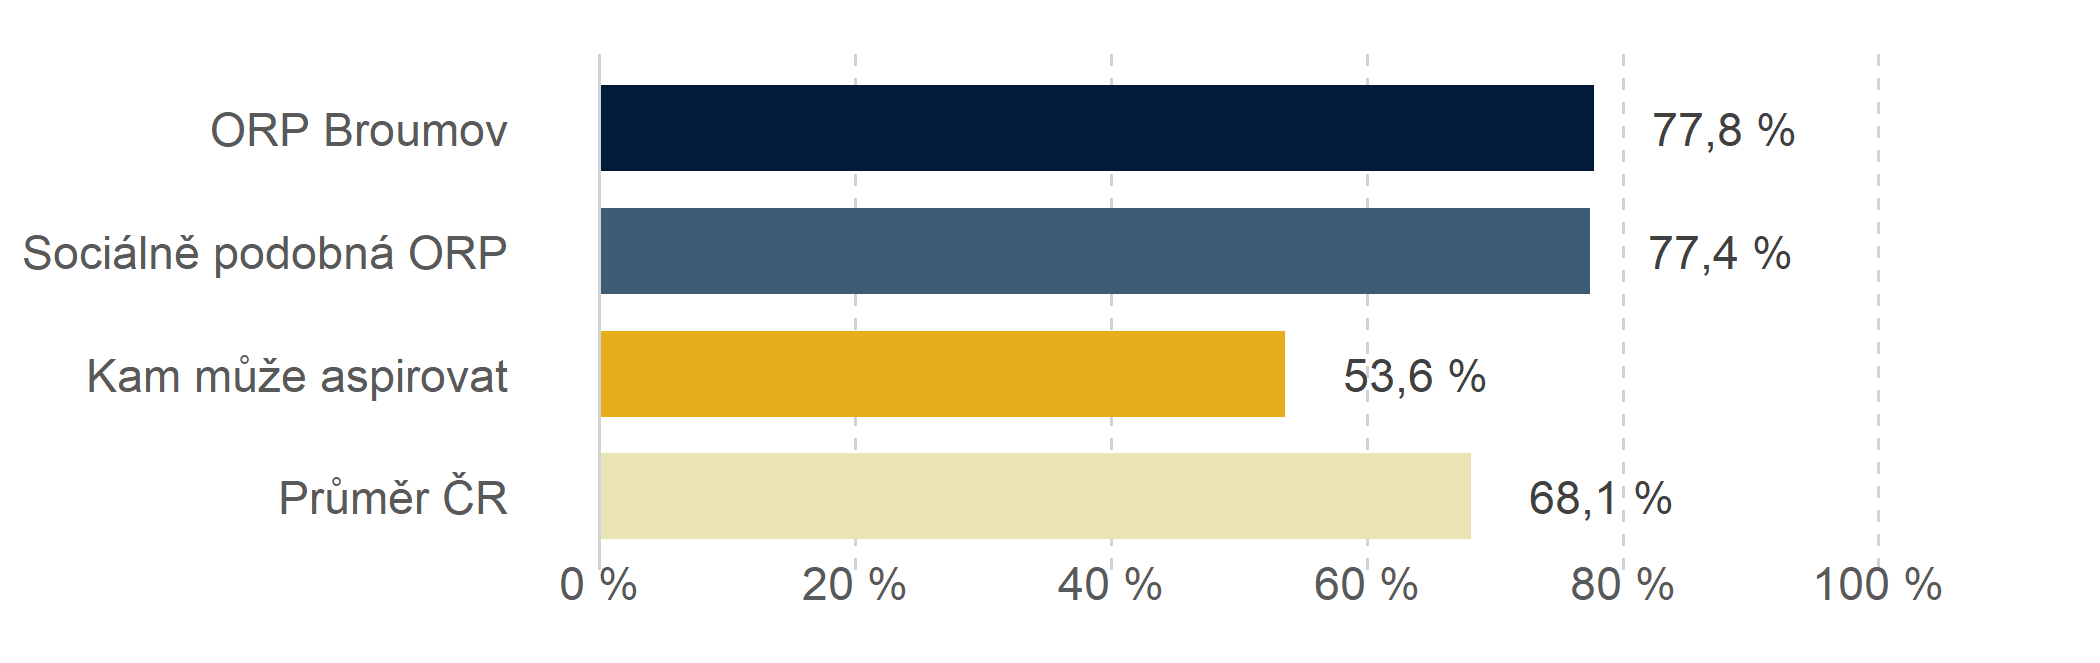 ORP Broumov
77,8 %
Sociálně podobná ORP
77,4 %
Kam může aspirovat
53,6 %
Průměr ČR
68,1 %
0 % 20 % 40 % 60 % 80 % 100 %